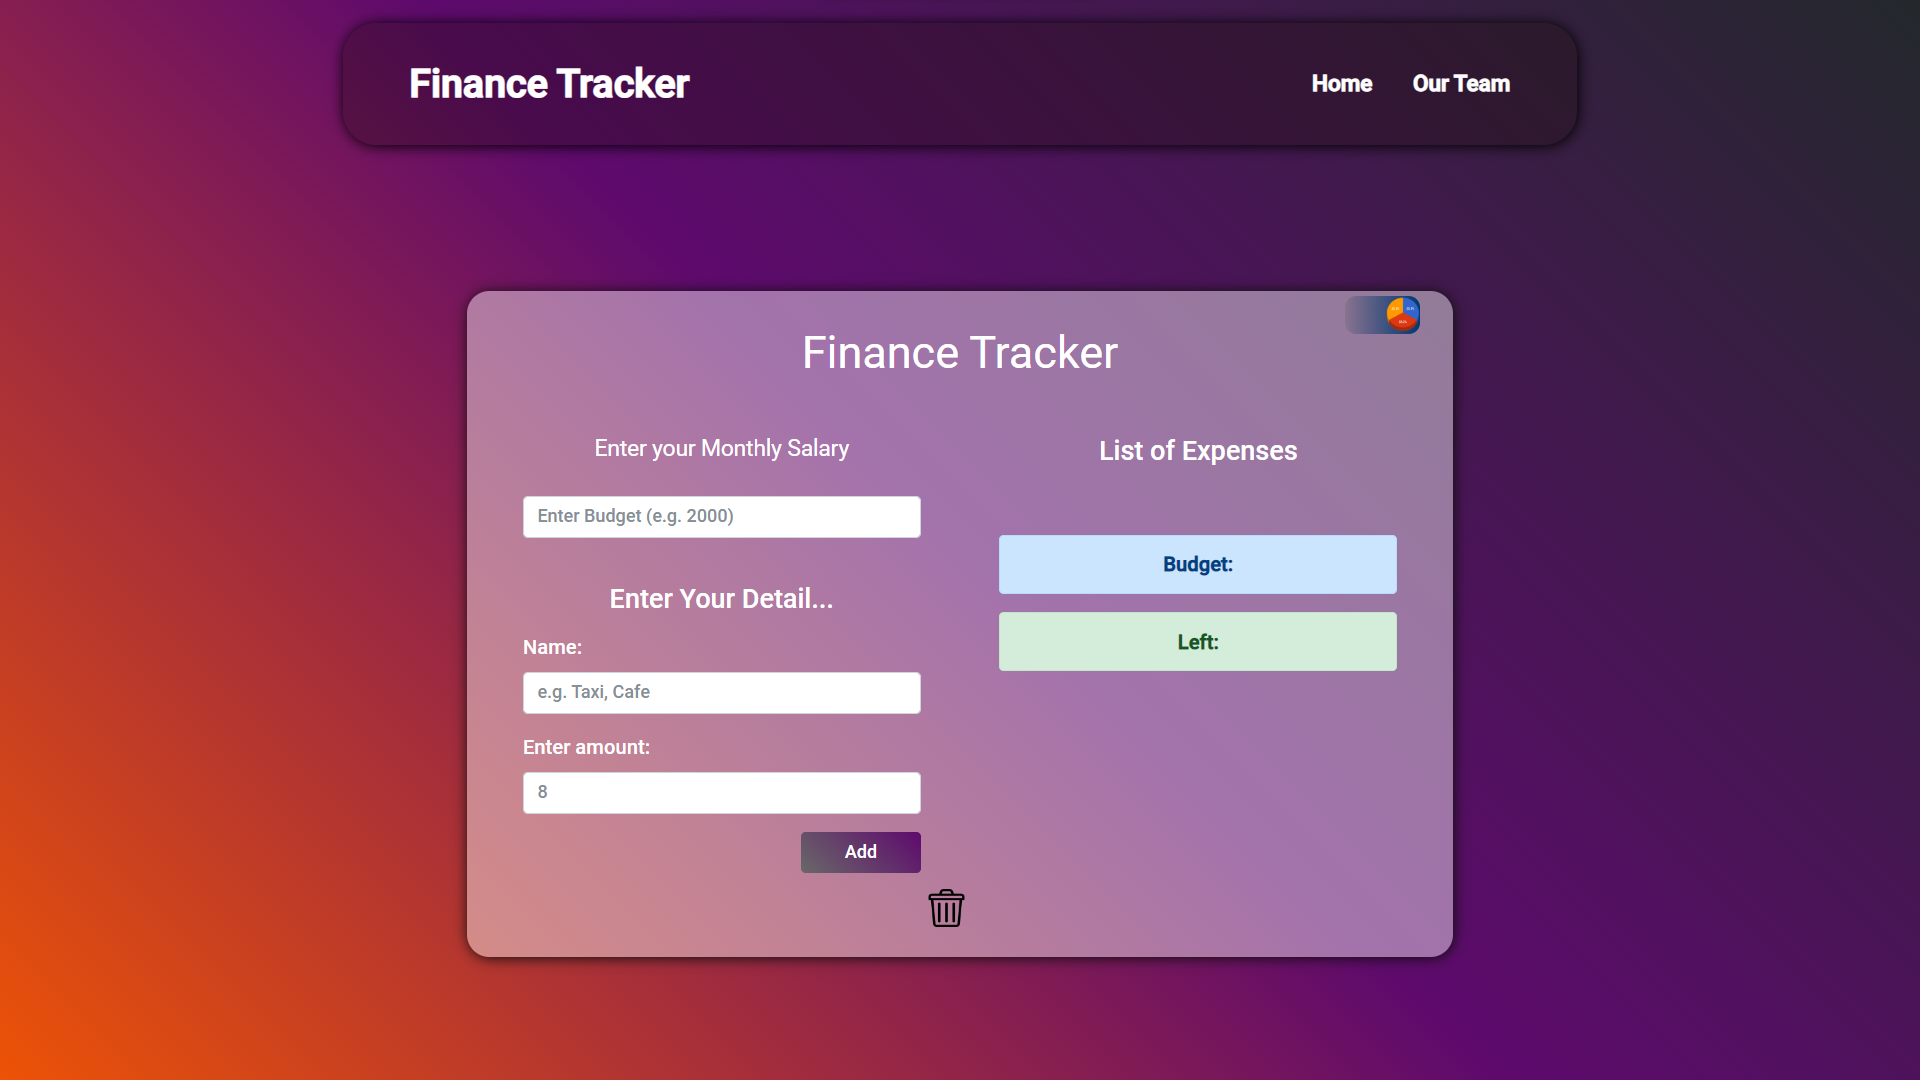 Finance Tracker
Home
Our Team
Finance Tracker
Enter your Monthly Salary
Enter Budget (e.g. 2000)
Enter Your Detail...
Name:
e.g. Taxi, Cafe
Enter amount:
8
Add
List of Expenses
Budget:
Left: